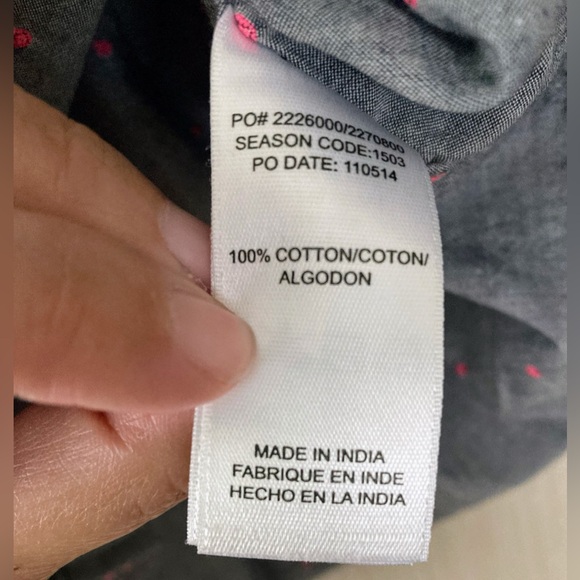 PO# 2226000/2270800
SEASON CODE:1503
PO DATE: 110514
100% COTTON/COTON/
ALGODON
MADE IN INDIA
FABRIQUE EN INDE
HECHO EN LA INDIA